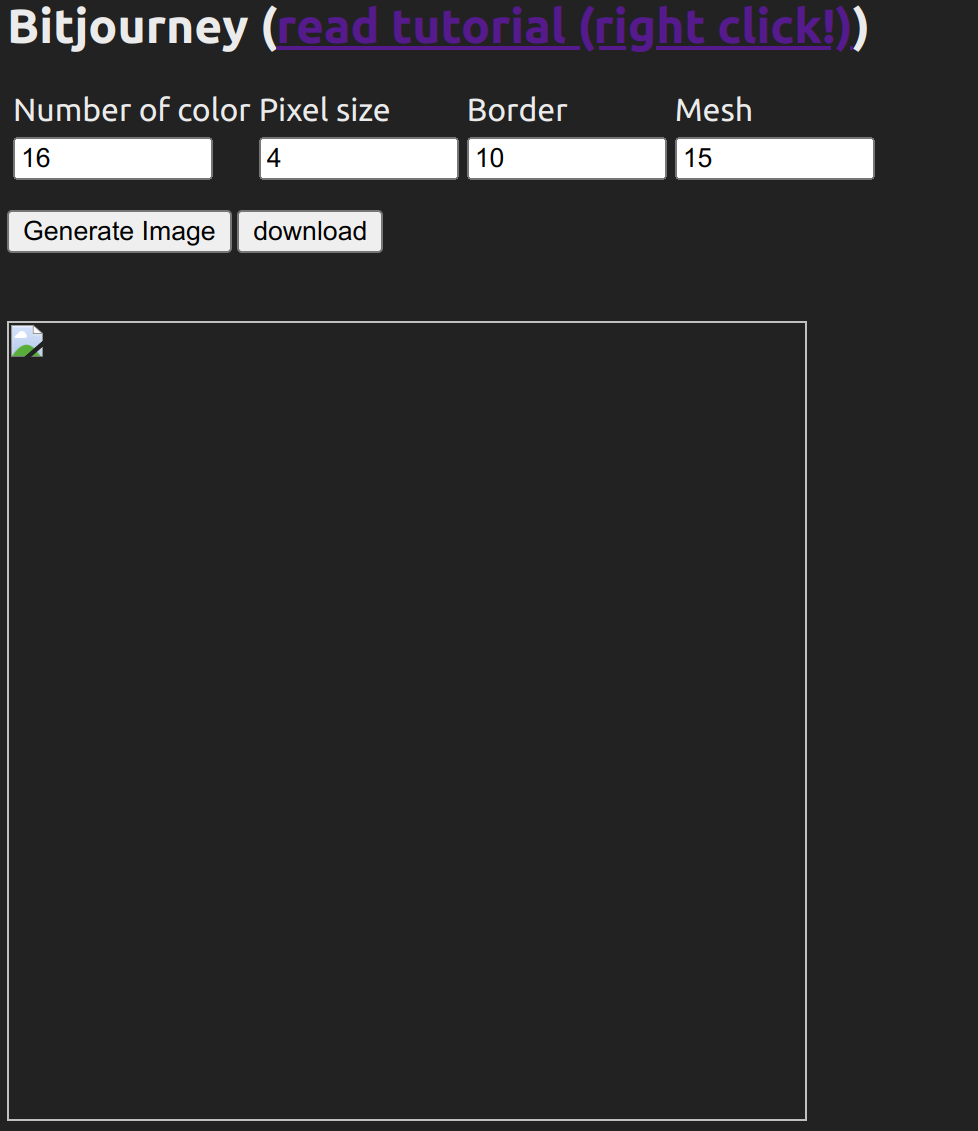 Bitjourney (read tutorial (right click!))
Number of color Pixel size Border Mesh
16 4 10 15
Generate Image download